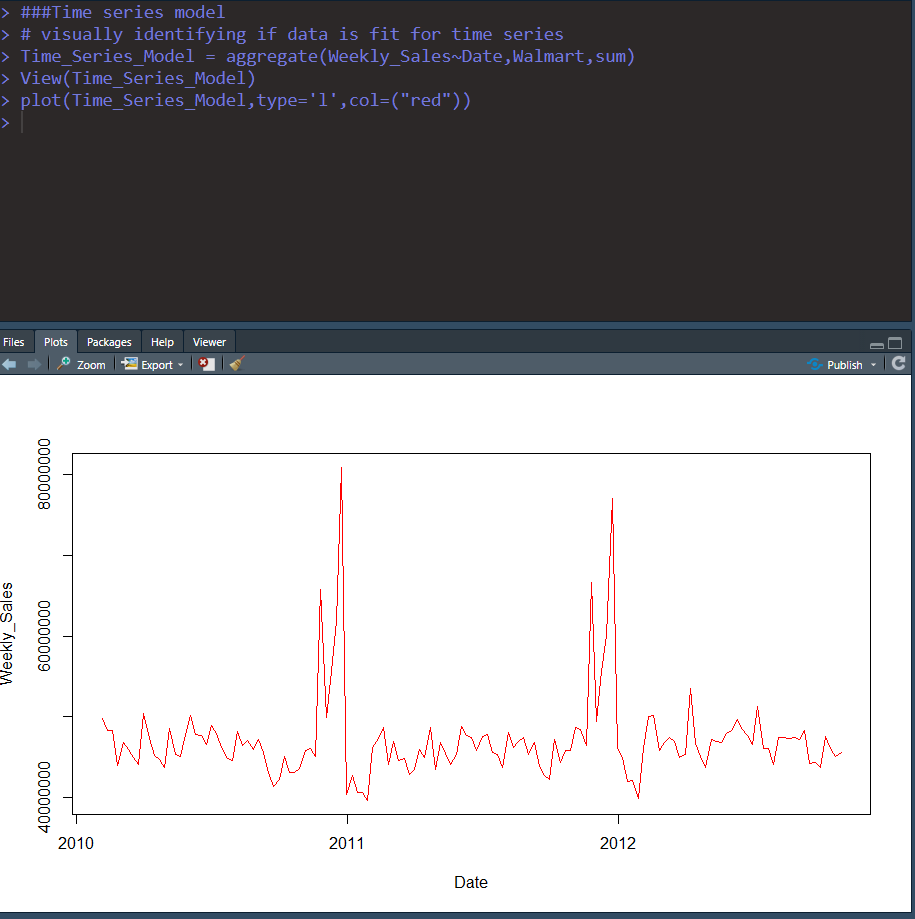 > ###Time series model
> # visually identifying if data is fit for time series
> Time_Series_Model = aggregate(Weekly_Sales~Date,Walmart,sum)
> View(Time_Series_Model)
> plot(Time_Series_Model,type='l',col=("red"))
>
Files Plots Packages Help Viewer
Zoom Export Publish
80000000
60000000
40000000
Weekly_Sales
2010 2011 2012
Date